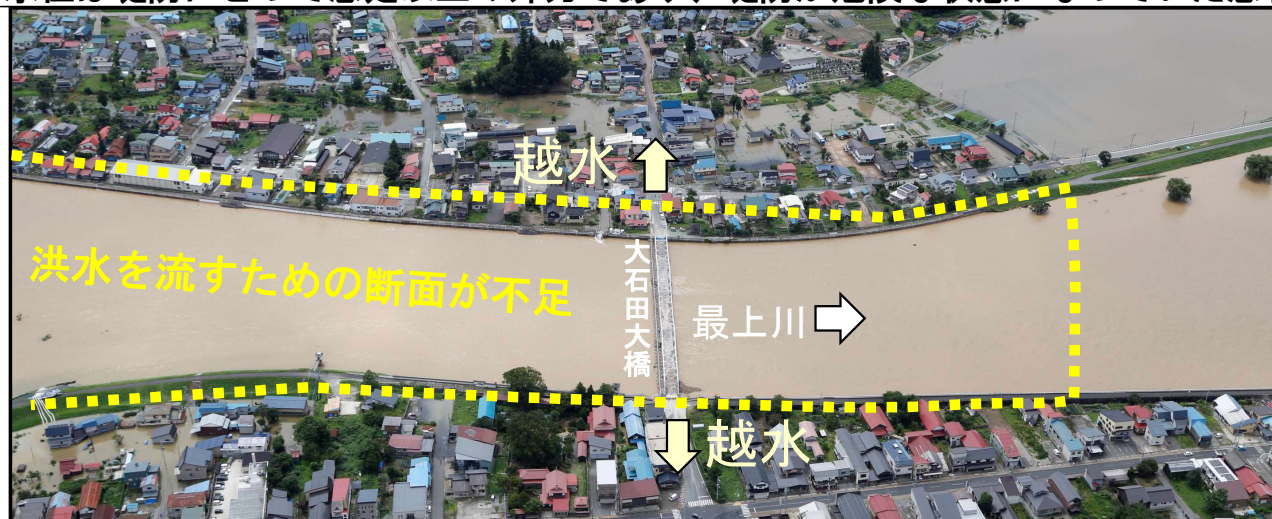 越水
洪水を流すための断面が不足
大石田大橋
最上川
越水